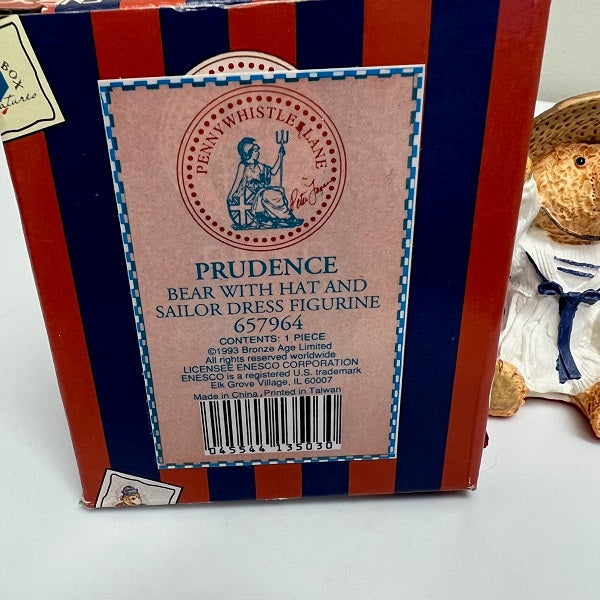 BOX
PENNYWHISTLE LANE
PRUDENCE
BEAR WITH HAT AND
SAILOR DRESS FIGURINE
657964
CONTENTS: 1 PIECE
©1993 Bronze Age Limited
All rights reserved worldwide
LICENSEE ENESCO CORPORATION
ENESCO is a registered U.S. trademark
Elk Grove Village, IL 60007
Made in China, Printed in Taiwan
045544 135030